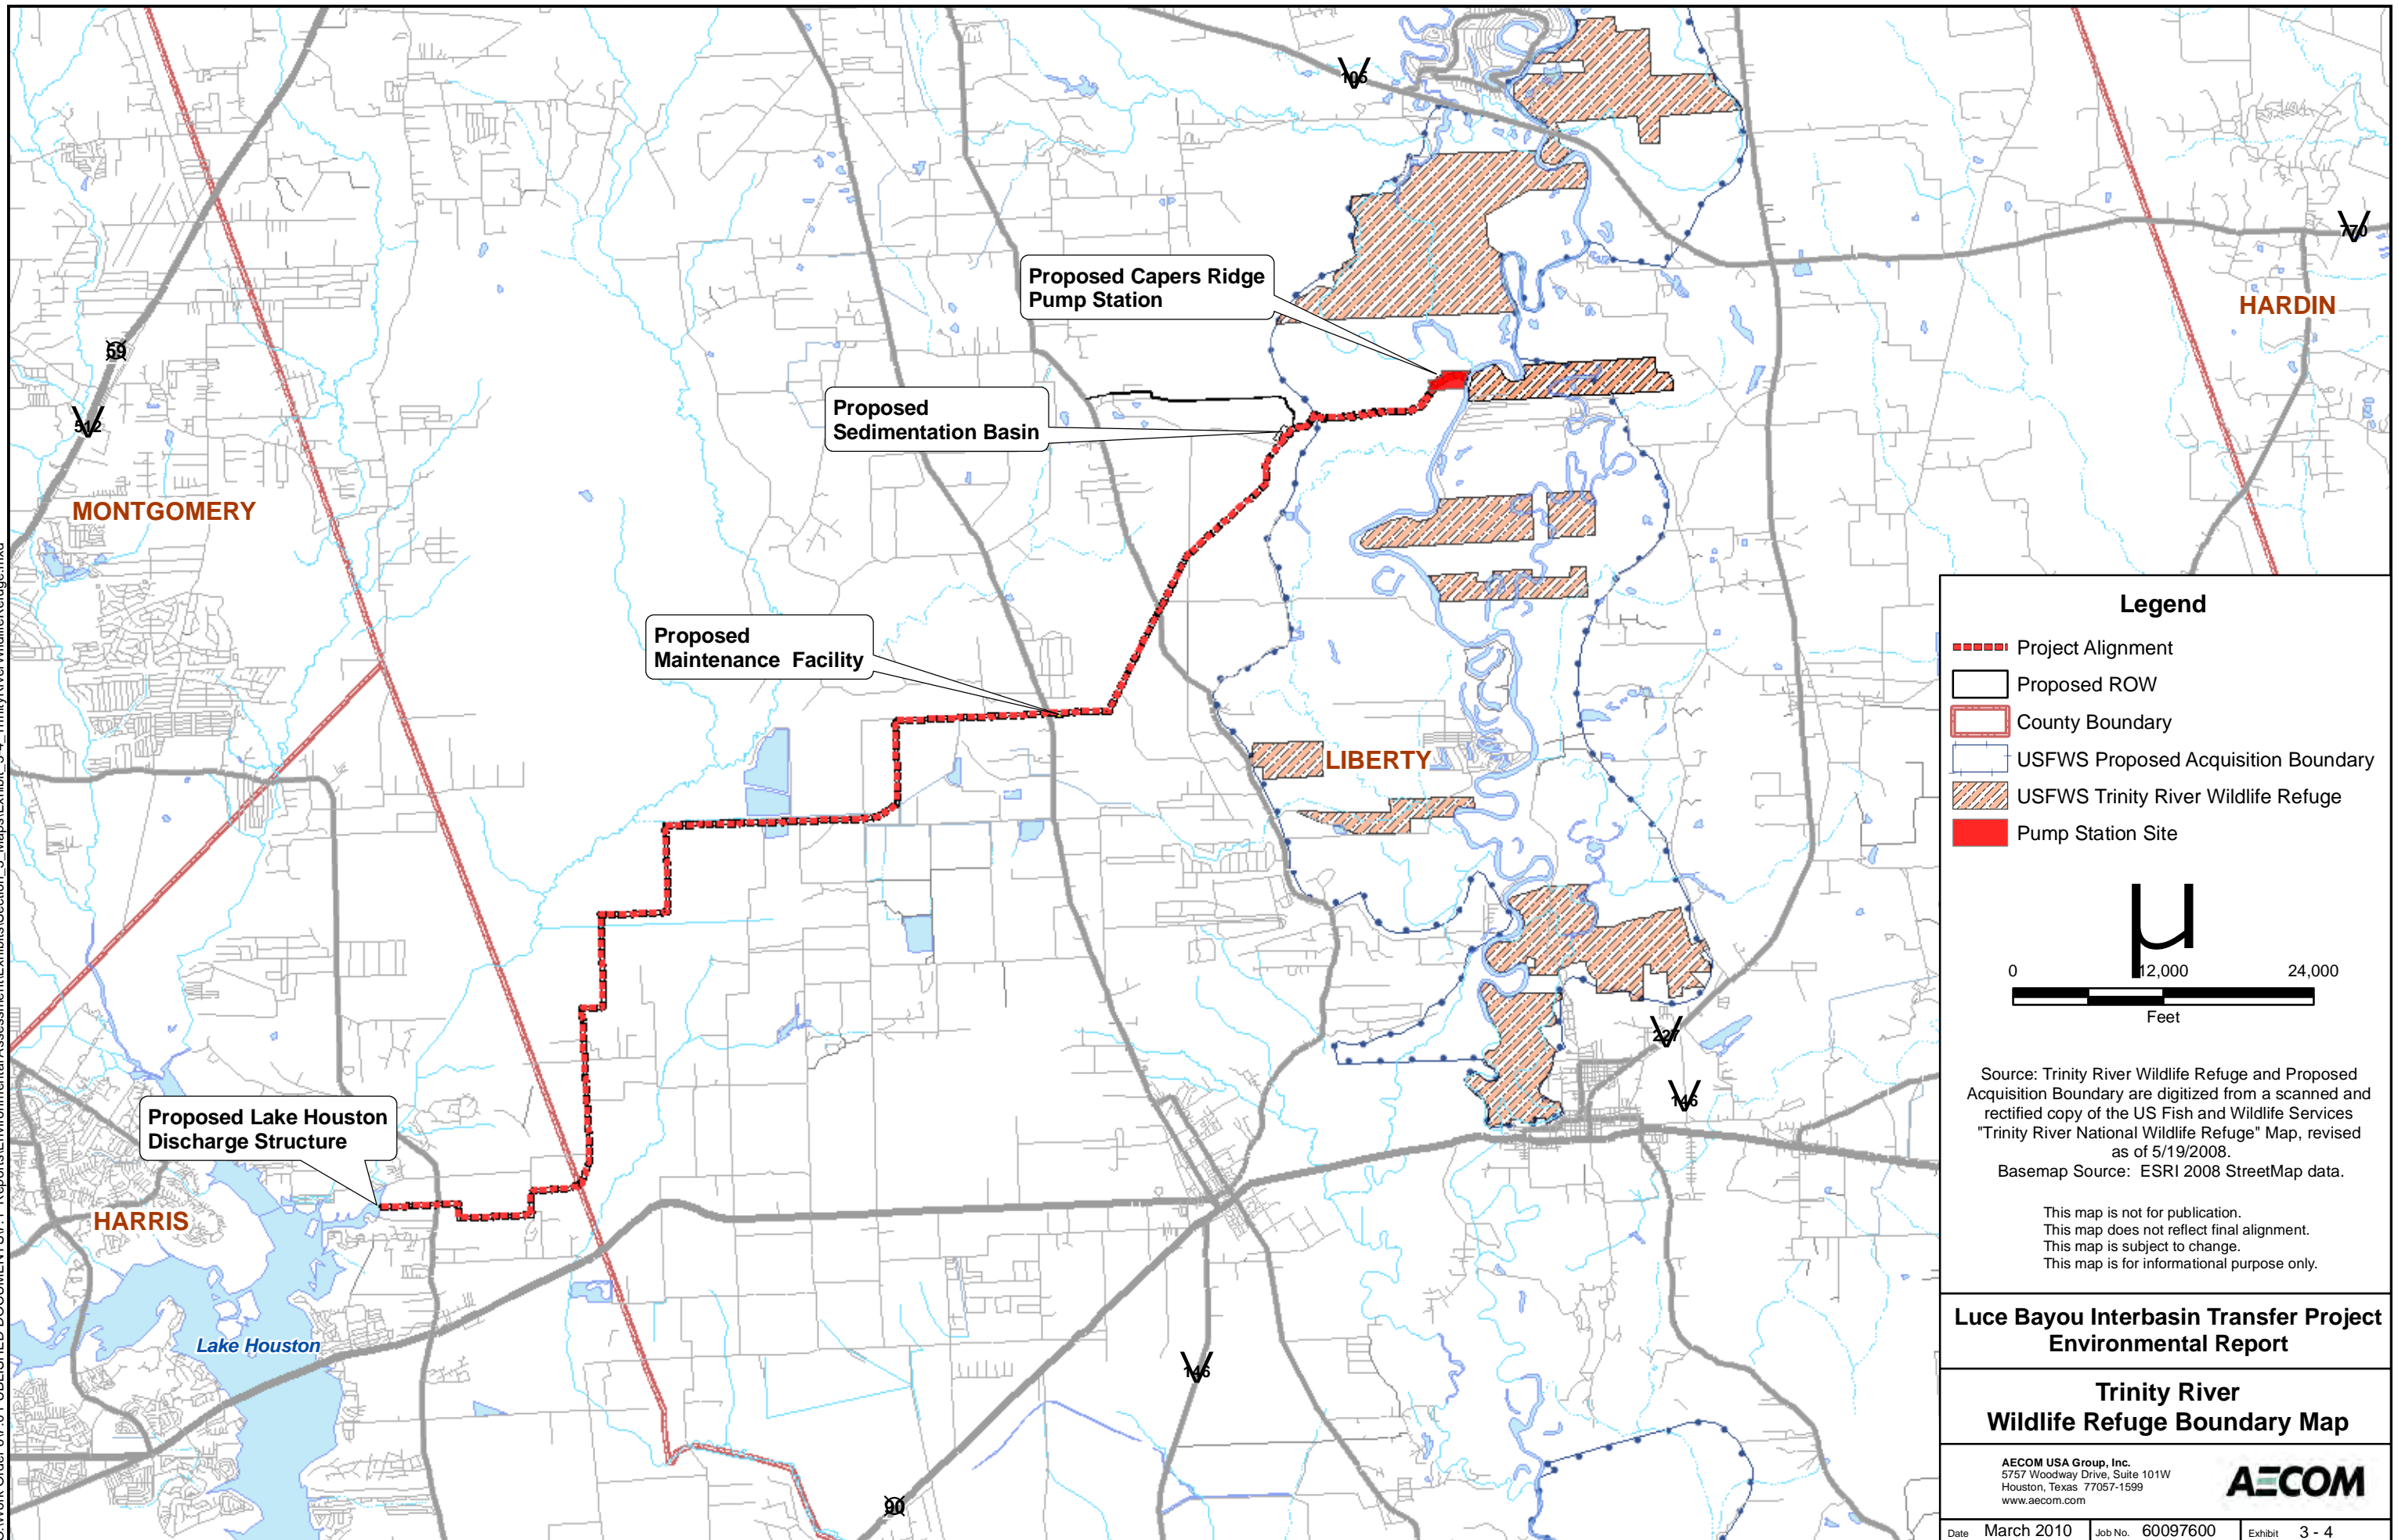 105
770
HARDIN
Proposed Capers Ridge
Pump Station
59
512
Proposed
Sedimentation Basin
MONTGOMERY
Proposed
Maintenance Facility
LIBERTY
227
146
Proposed Lake Houston
Discharge Structure
HARRIS
Lake Houston
146
90
Legend
Project Alignment
Proposed ROW
County Boundary
USFWS Proposed Acquisition Boundary
USFWS Trinity River Wildlife Refuge
Pump Station Site
µ
0 12,000 24,000
Feet
Source: Trinity River Wildlife Refuge and Proposed
Acquisition Boundary are digitized from a scanned and
rectified copy of the US Fish and Wildlife Services
"Trinity River National Wildlife Refuge" Map, revised
as of 5/19/2008.
Basemap Source: ESRI 2008 StreetMap data.
This map is not for publication.
This map does not reflect final alignment.
This map is subject to change.
This map is for informational purpose only.
Luce Bayou Interbasin Transfer Project
Environmental Report
Trinity River
Wildlife Refuge Boundary Map
AECOM USA Group, Inc.
5757 Woodway Drive, Suite 101W
Houston, Texas 77057-1599
www.aecom.com
AECOM
Date March 2010 Job No. 60097600 Exhibit 3 - 4